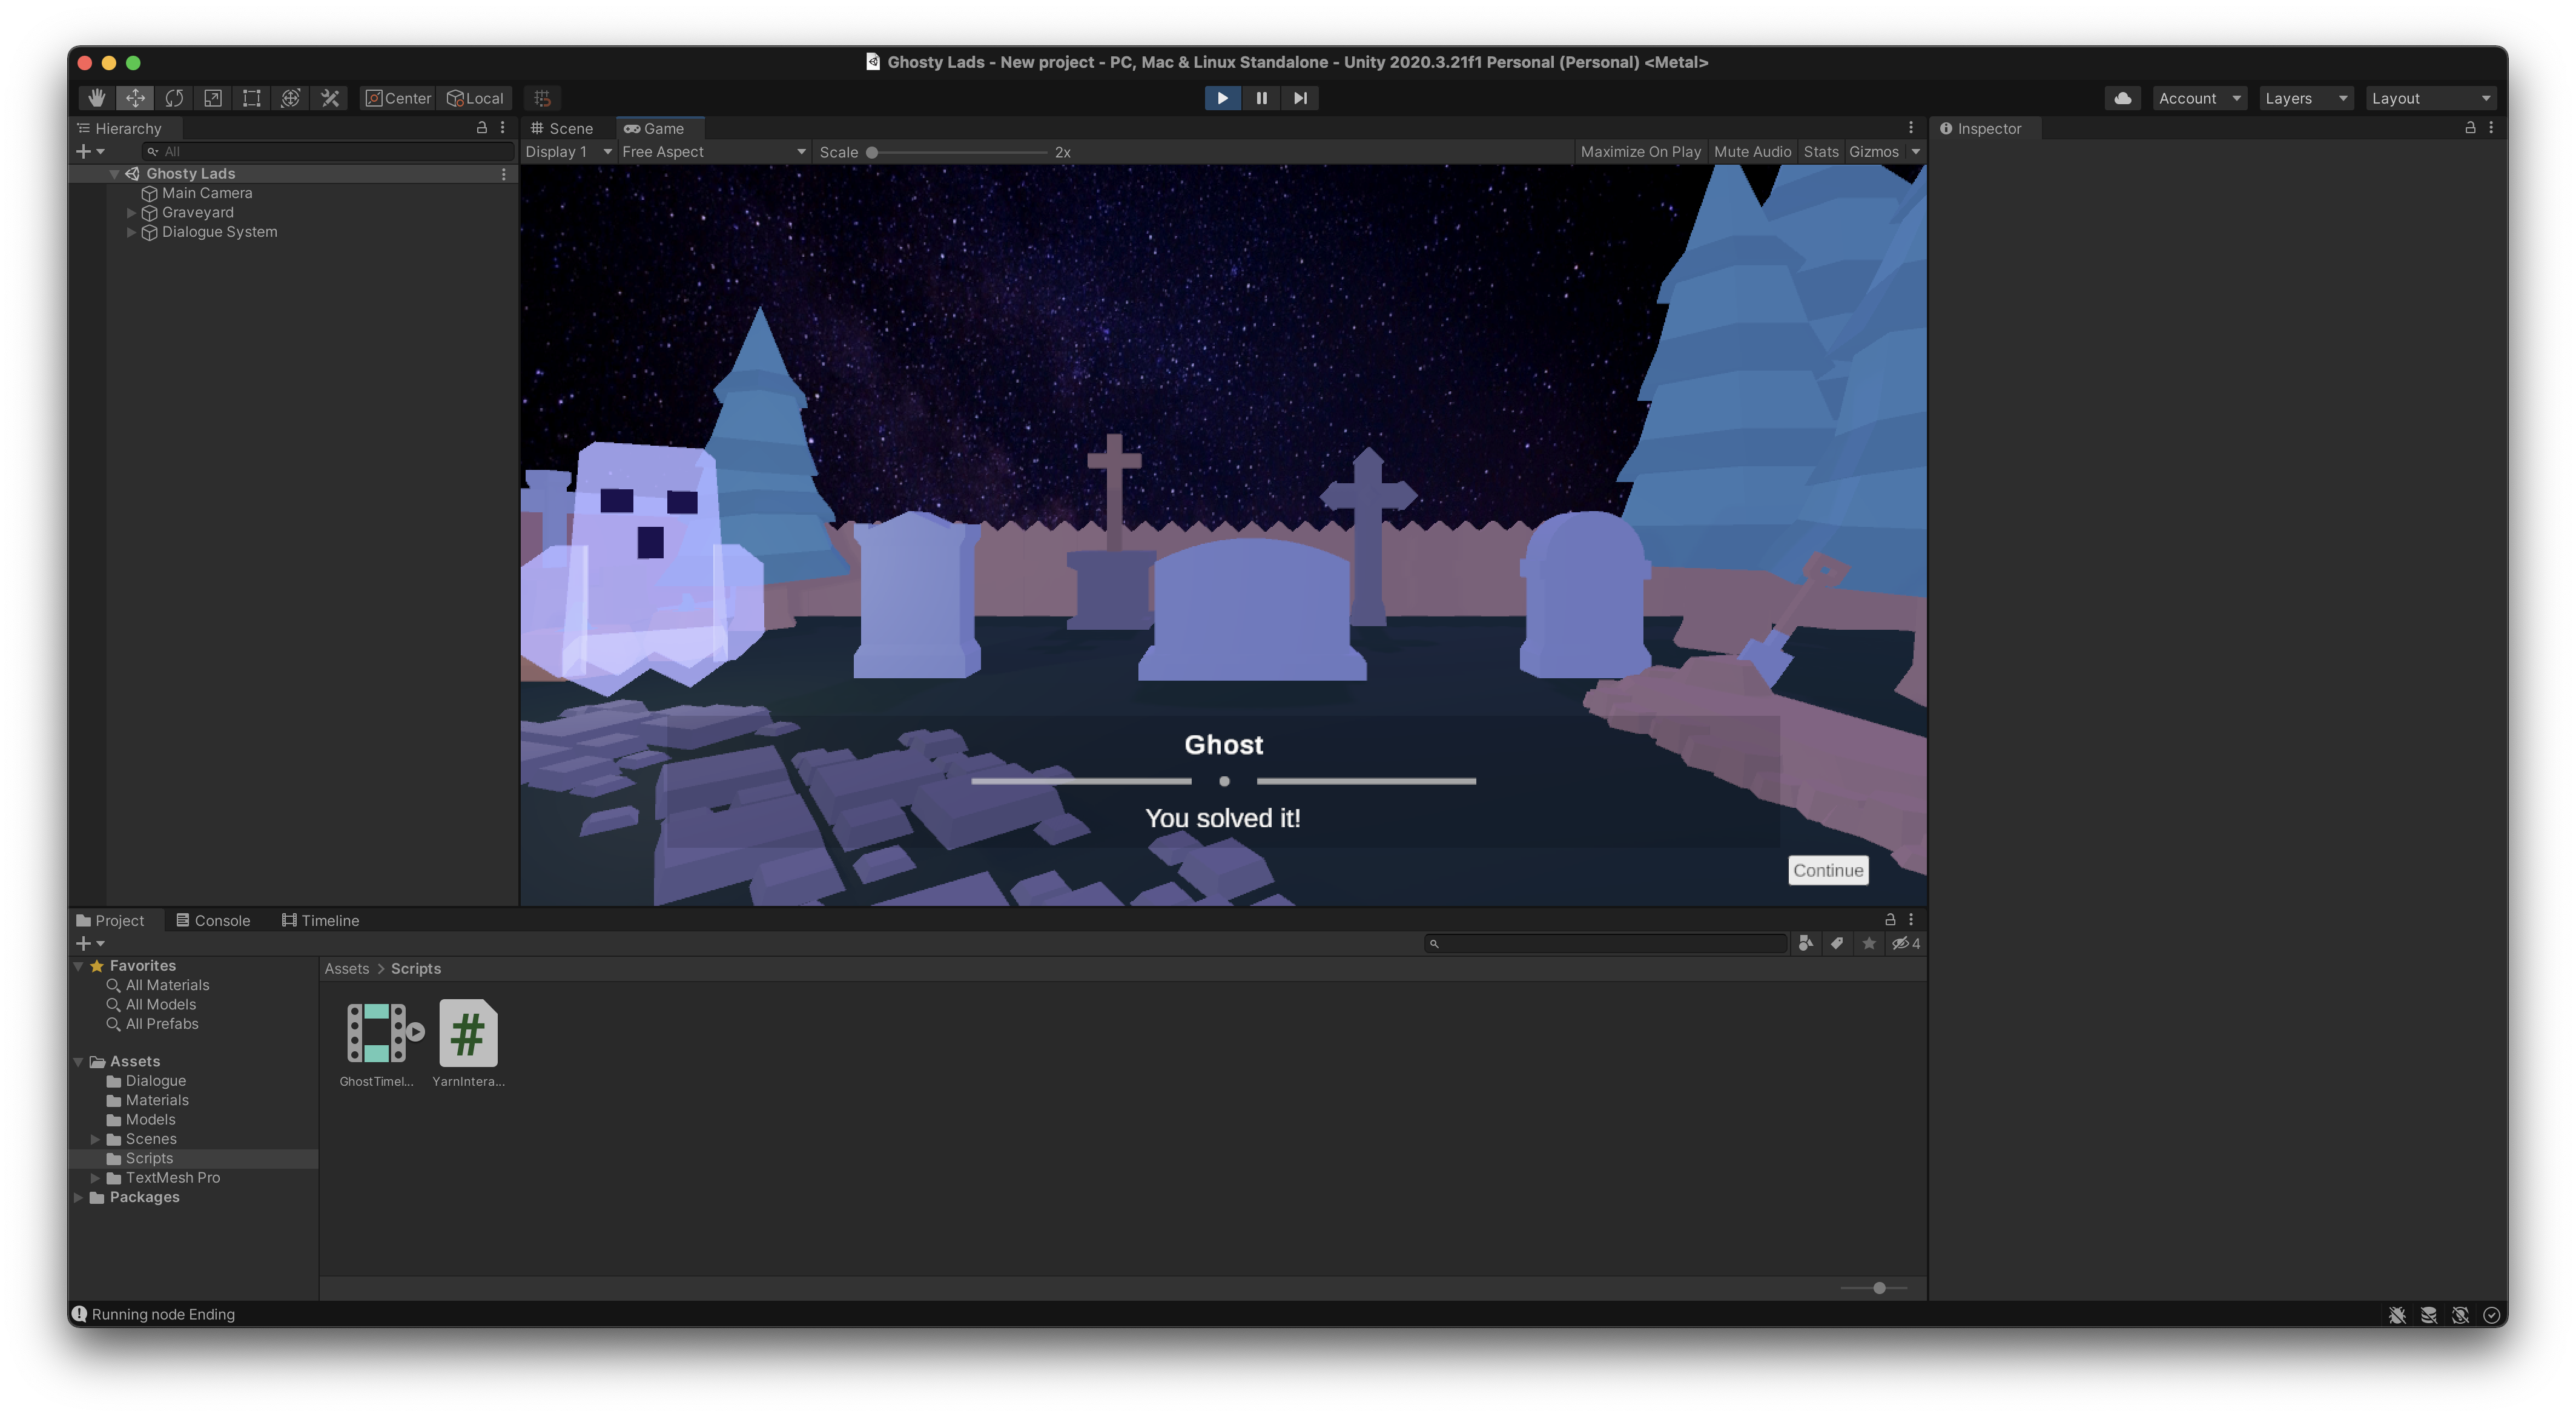 Ghosty Lads - New project - PC, Mac & Linux Standalone - Unity 2020.3.21f1 Personal (Personal) <Metal>
Center Local Account Layers Layout
Hierarchy
All
Ghosty Lads
Main Camera
Graveyard
Dialogue System
Scene Game
Display 1 Free Aspect Scale 2x Maximize On Play Mute Audio Stats Gizmos
Ghost
You solved it!
Continue
Inspector
Project Console Timeline
4
Favorites
All Materials
All Models
All Prefabs
Assets
Dialogue
Materials
Models
Scenes
Scripts
TextMesh Pro
Packages
Assets > Scripts
GhostTimel... YarnIntera...
Running node Ending